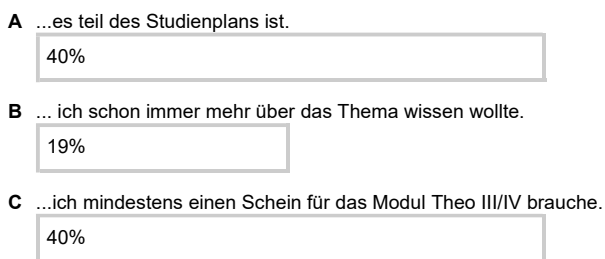 A ...es teil des Studienplans ist.
40%
B ... ich schon immer mehr über das Thema wissen wollte.
19%
C ...ich mindestens einen Schein für das Modul Theo III/IV brauche.
40%